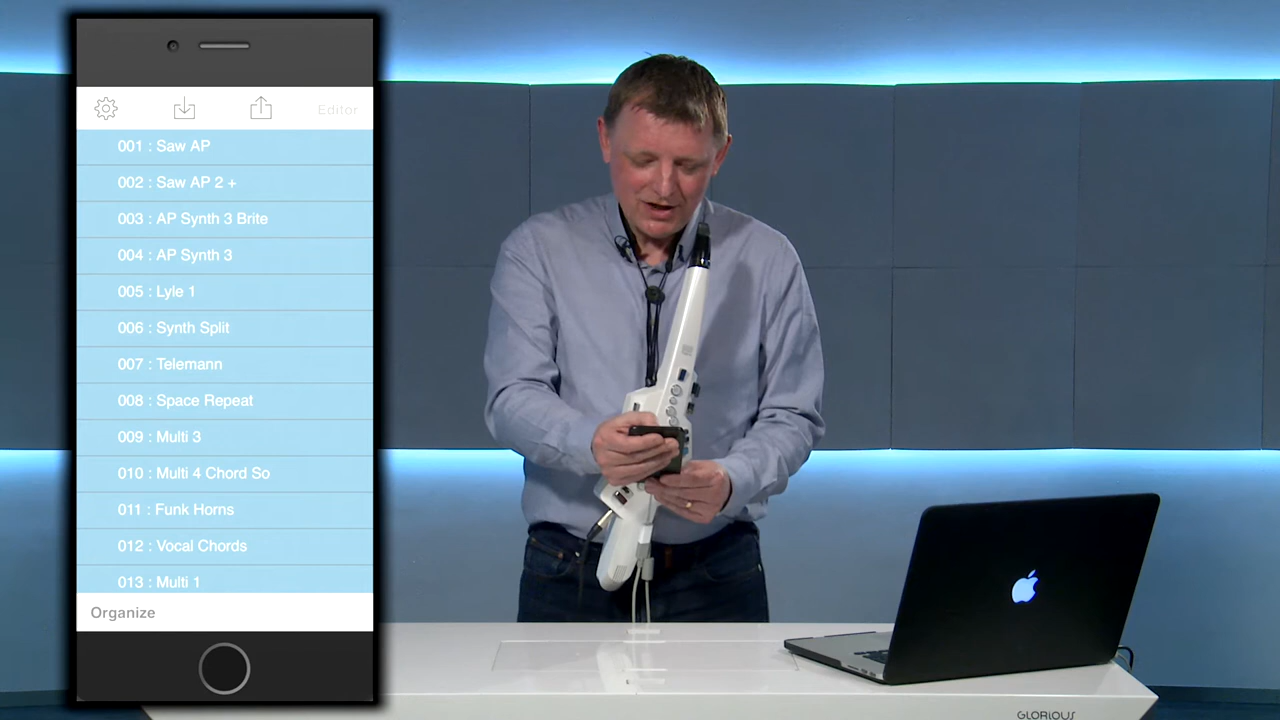 Editor
001 : Saw AP
002 : Saw AP 2 +
003 : AP Synth 3 Brite
004 : AP Synth 3
005 : Lyle 1
006 : Synth Split
007 : Telemann
008 : Space Repeat
009 : Multi 3
010 : Multi 4 Chord So
011 : Funk Horns
012 : Vocal Chords
013 : Multi 1
Organize
GLORIOUS